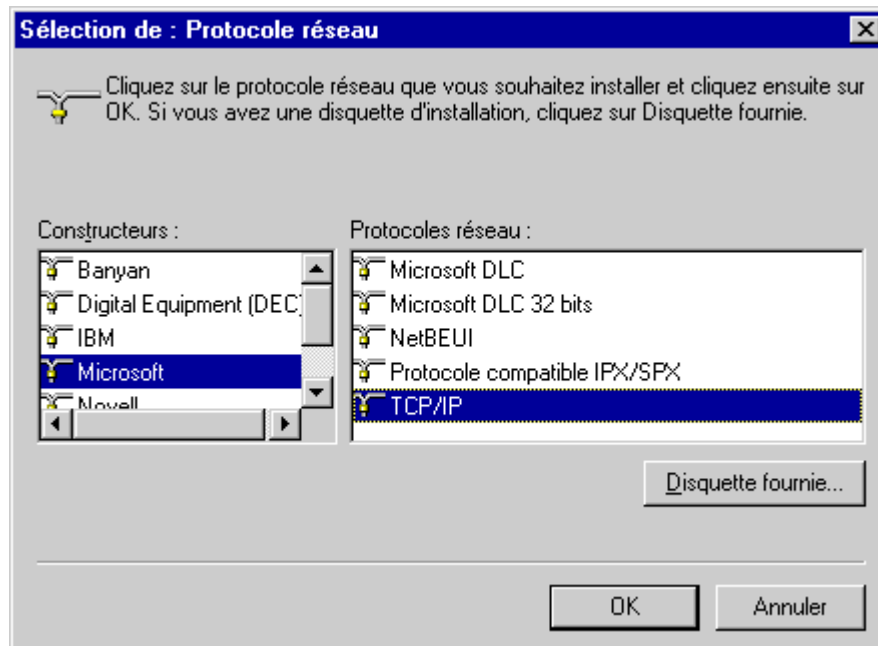 Sélection de : Protocole réseau
Cliquez sur le protocole réseau que vous souhaitez installer et cliquez ensuite sur
OK. Si vous avez une disquette d'installation, cliquez sur Disquette fournie.
Constructeurs :
Banyan
Digital Equipment (DEC)
IBM
Microsoft
Novell
Protocoles réseau :
Microsoft DLC
Microsoft DLC 32 bits
NetBEUI
Protocole compatible IPX/SPX
TCP/IP
Disquette fournie...
OK
Annuler